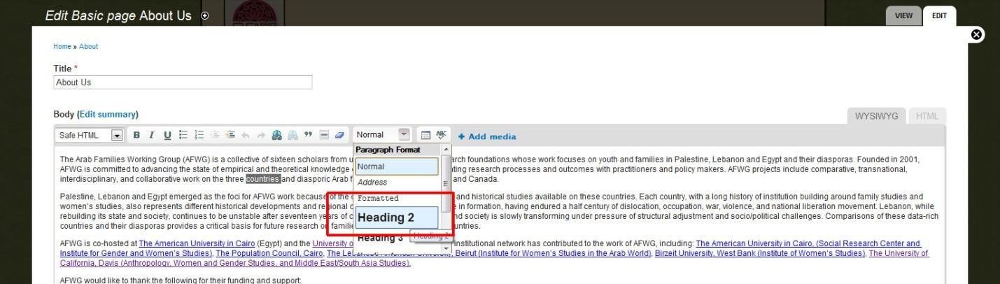 Edit Basic page About Us
VIEW
EDIT
Home » About
Title *
About Us
Body (Edit summary)
WYSIWYG
HTML
Safe HTML
B I U
Normal
ABC
+ Add media
Paragraph Format
Normal
Address
Formatted
Heading 2
Heading 3
Heading 2
The Arab Families Working Group (AFWG) is a collective of sixteen scholars from u arch foundations whose work focuses on youth and families in Palestine, Lebanon and Egypt and their diasporas. Founded in 2001,
AFWG is committed to advancing the state of empirical and theoretical knowledge ting research processes and outcomes with practitioners and policy makers. AFWG projects include comparative, transnational,
interdisciplinary, and collaborative work on the three countries and diasporic Arab f and Canada.
Palestine, Lebanon and Egypt emerged as the foci for AFWG work because of the and historical studies available on these countries. Each country, with a long history of institution building around family studies and
women's studies, also represents different historical developments and regional e in formation, having endured a half century of dislocation, occupation, war, violence, and national liberation movement. Lebanon, while
rebuilding its state and society, continues to be unstable after seventeen years of c nd society is slowly transforming under pressure of structural adjustment and socio/political challenges. Comparisons of these data-rich
countries and their diasporas provides a critical basis for future research on familie untries.
AFWG is co-hosted at The American University in Cairo (Egypt) and the University o institutional network has contributed to the work of AFWG, including: The American University in Cairo, (Social Research Center and
Institute for Gender and Women's Studies), The Population Council, Cairo, The Lebanese American University, Beirut (Institute for Women's Studies in the Arab World), Birzeit University, West Bank (Institute of Women's Studies), The University of
California, Davis (Anthropology, Women and Gender Studies, and Middle East/South Asia Studies).
AFWG would like to thank the following for their funding and support: